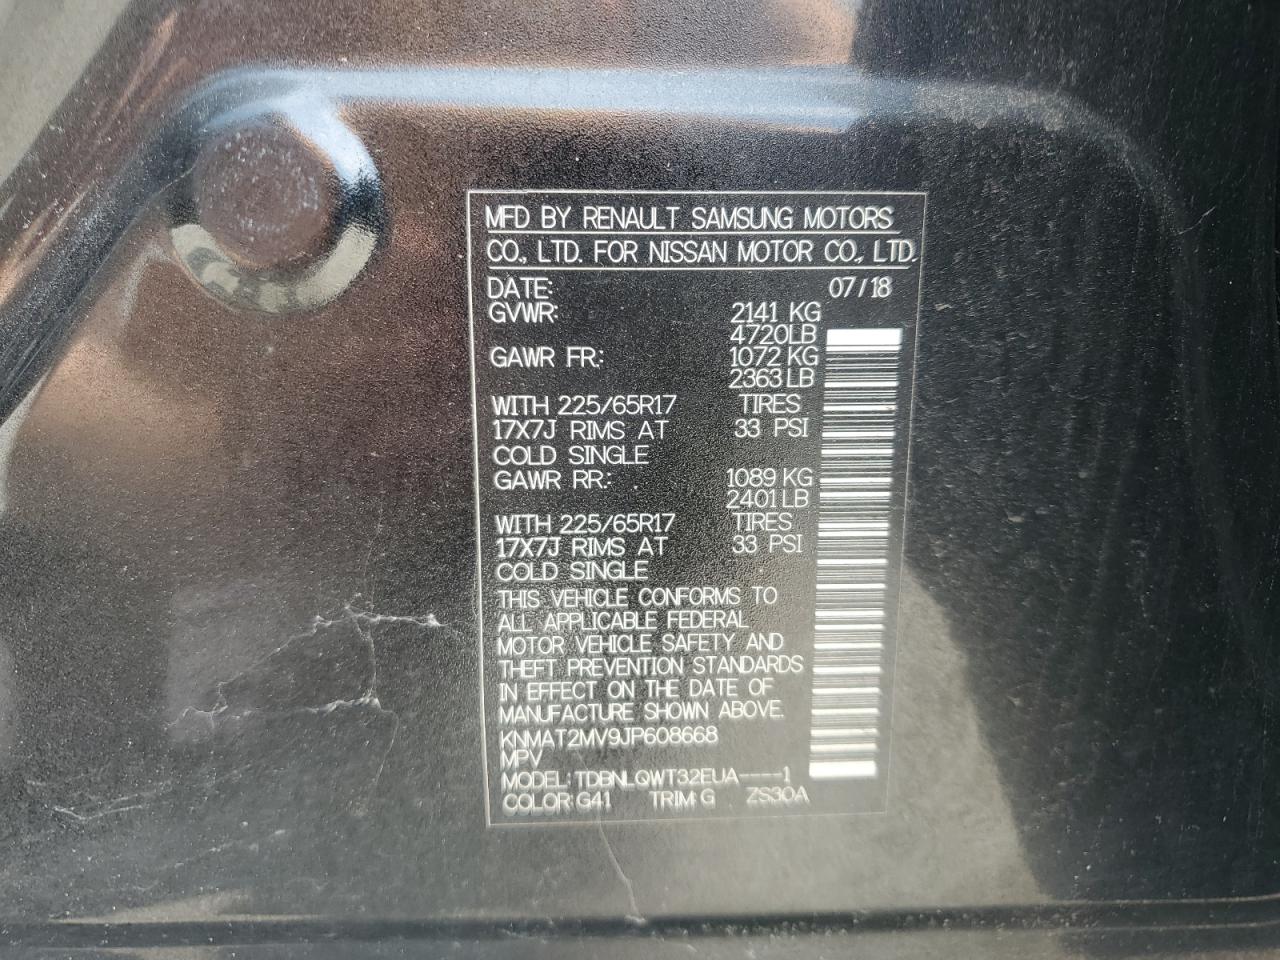 MFD BY RENAULT SAMSUNG MOTORS
CO., LTD. FOR NISSAN MOTOR CO., LTD.
DATE: 07/18
GVWR: 2141 KG
4720LB
GAWR FR.: 1072 KG
2363 LB
WITH 225/65R17 TIRES
17X7J RIMS AT 33 PSI
COLD SINGLE
GAWR RR.: 1089 KG
2401 LB
WITH 225/65R17 TIRES
17X7J RIMS AT 33 PSI
COLD SINGLE
THIS VEHICLE CONFORMS TO
ALL APPLICABLE FEDERAL
MOTOR VEHICLE SAFETY AND
THEFT PREVENTION STANDARDS
IN EFFECT ON THE DATE OF
MANUFACTURE SHOWN ABOVE.
KNMAT2MV9JP608668
MPV
MODEL: TDBNLQWT32EUA----1
COLOR: G41 TRIM: G ZS30A